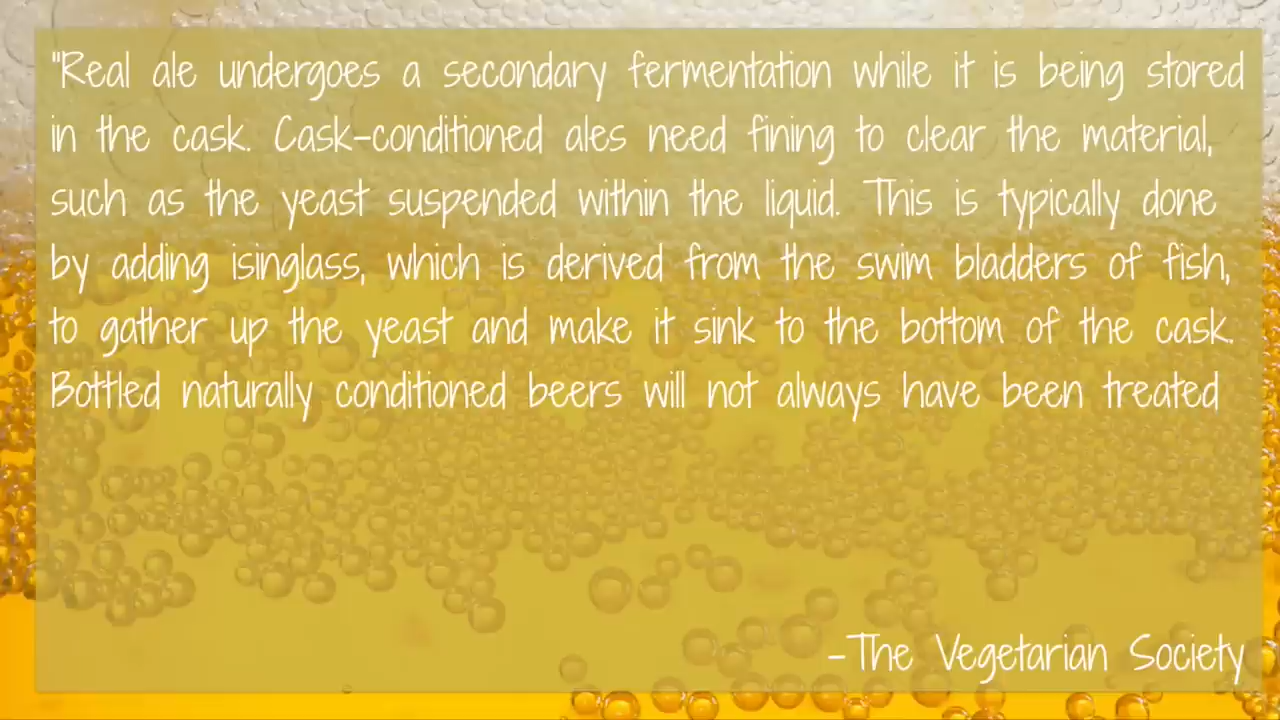 "Real ale undergoes a secondary fermentation while it is being stored
in the cask. Cask-conditioned ales need fining to clear the material,
such as the yeast suspended within the liquid. This is typically done
by adding isinglass, which is derived from the swim bladders of fish,
to gather up the yeast and make it sink to the bottom of the cask.
Bottled naturally conditioned beers will not always have been treated
-The Vegetarian Society